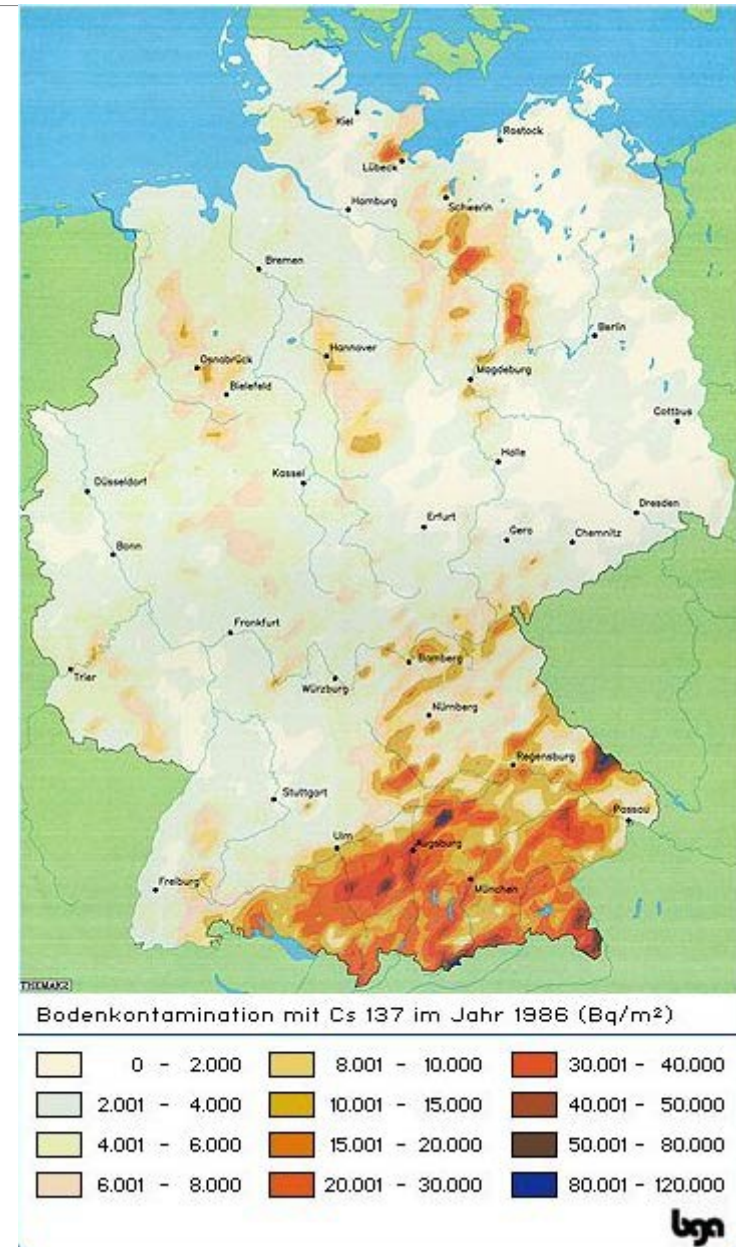 Kiel
Rostock
Lübeck
Hamburg
Schwerin
Bremen
Berlin
Osnabrück
Hannover
Bielefeld
Magdeburg
Cottbus
Halle
Kassel
Düsseldorf
Dresden
Erfurt
Gera
Chemnitz
Bonn
Frankfurt
Bamberg
Trier
Würzburg
Nürnberg
Regensburg
Stuttgart
Passau
Ulm
Augsburg
Freiburg
München
THEMAK2
Bodenkontamination mit Cs 137 im Jahr 1986 (Bq/m²)
0 - 2.000
8.001 - 10.000
30.001 - 40.000
2.001 - 4.000
10.001 - 15.000
40.001 - 50.000
4.001 - 6.000
15.001 - 20.000
50.001 - 80.000
6.001 - 8.000
20.001 - 30.000
80.001 - 120.000
bga